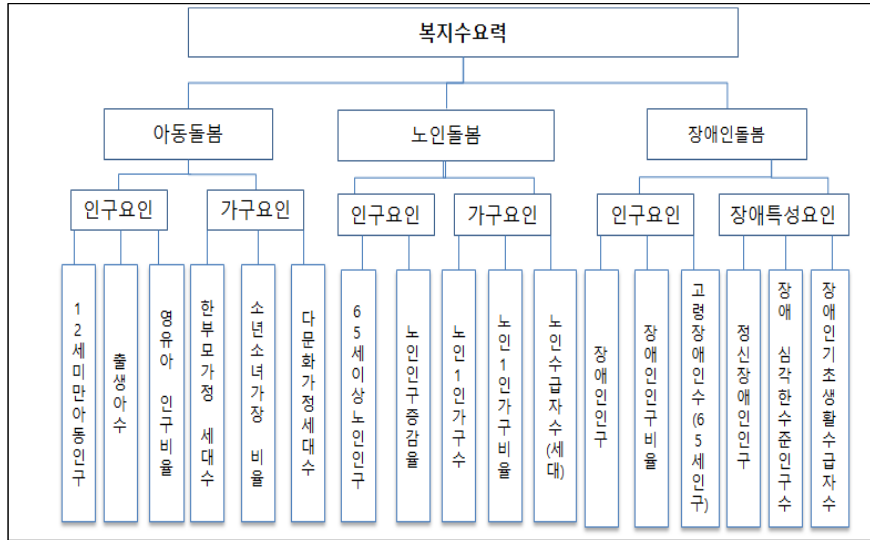 복지수요력
아동돌봄
노인돌봄
장애인돌봄
인구요인
가구요인
인구요인
가구요인
인구요인
장애특성요인
12세미만아동인구
출생아수
영유아 인구비율
한부모가정 세대수
소년소녀가장 비율
다문화가정세대수
65세이상노인인구
노인인구증감율
노인1인가구수
노인1인가구비율
노인수급자수(세대)
장애인인구
장애인인구비율
고령장애인수(65세인구)
정신장애인인구
장애 심각한수준인구수
장애인기초생활수급자수